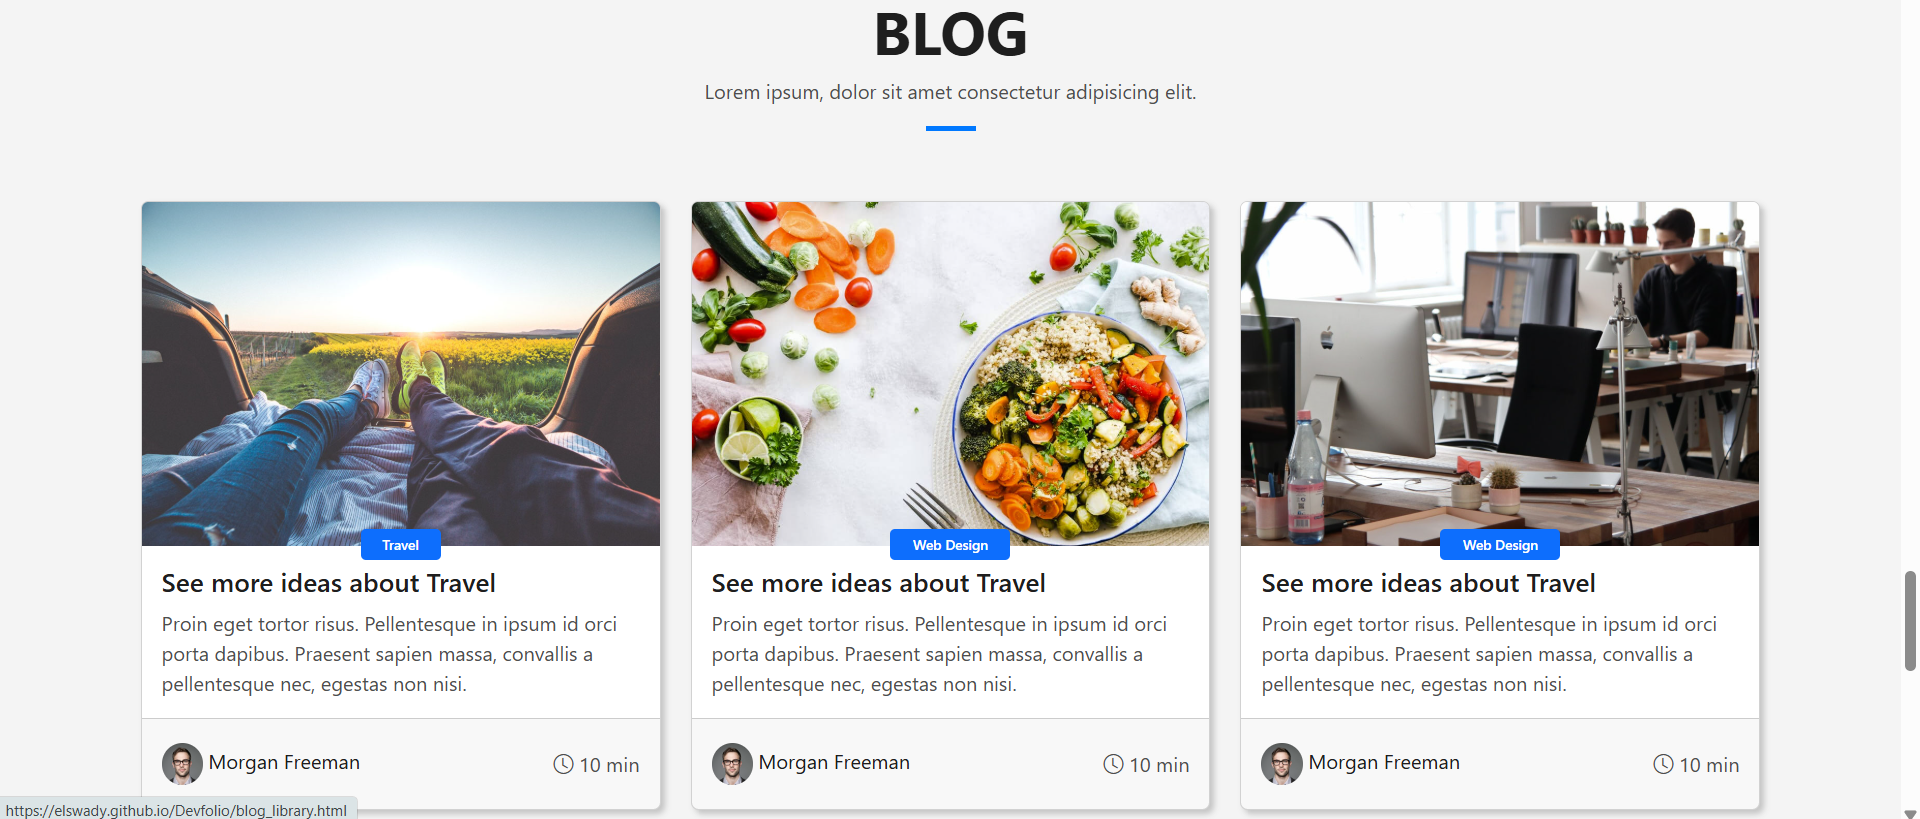 BLOG
Lorem ipsum, dolor sit amet consectetur adipisicing elit.
Travel
See more ideas about Travel
Proin eget tortor risus. Pellentesque in ipsum id orci
porta dapibus. Praesent sapien massa, convallis a
pellentesque nec, egestas non nisi.
Morgan Freeman
10 min
Web Design
See more ideas about Travel
Proin eget tortor risus. Pellentesque in ipsum id orci
porta dapibus. Praesent sapien massa, convallis a
pellentesque nec, egestas non nisi.
Morgan Freeman
10 min
Web Design
See more ideas about Travel
Proin eget tortor risus. Pellentesque in ipsum id orci
porta dapibus. Praesent sapien massa, convallis a
pellentesque nec, egestas non nisi.
Morgan Freeman
10 min
https://elswady.github.io/Devfolio/blog_library.html